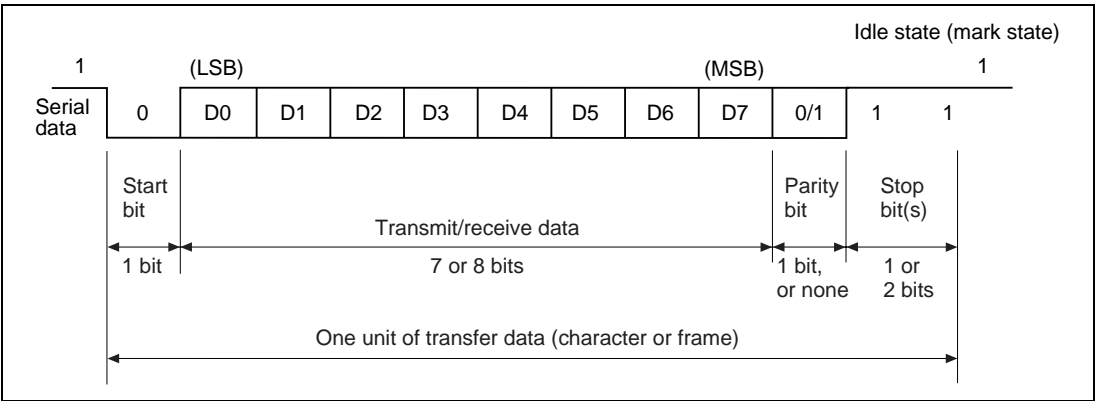 Idle state (mark state)
1 (LSB) (MSB) 1
Serial
data
0 D0 D1 D2 D3 D4 D5 D6 D7 0/1 1 1
Start
bit
Parity
bit
Stop
bit(s)
Transmit/receive data
1 bit
7 or 8 bits
1 bit,
or none
1 or
2 bits
One unit of transfer data (character or frame)